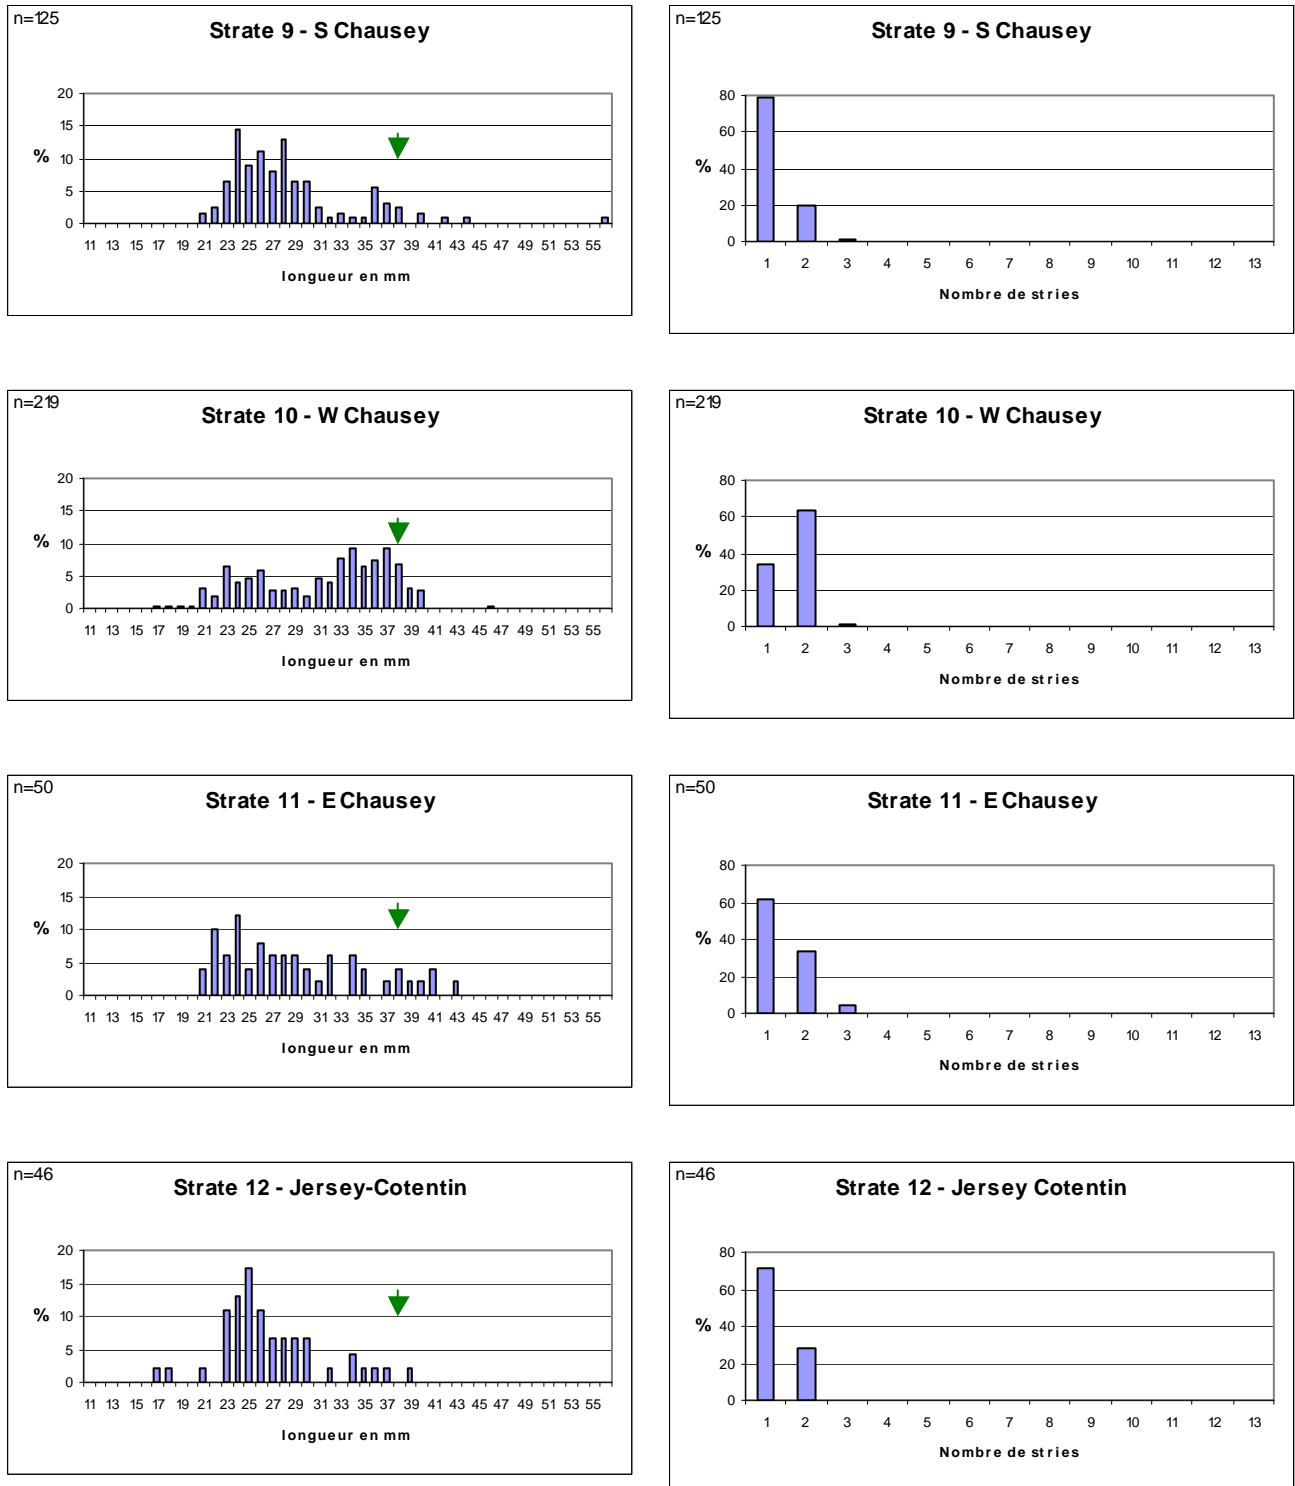 n=125
Strate 9 - S Chausey
20
15
10
5
0
%
11 13 15 17 19 21 23 25 27 29 31 33 35 37 39 41 43 45 47 49 51 53 55
longueur en mm
n=125
Strate 9 - S Chausey
80
60
40
20
0
%
1 2 3 4 5 6 7 8 9 10 11 12 13
Nombre de stries
n=219
Strate 10 - W Chausey
20
15
10
5
0
%
11 13 15 17 19 21 23 25 27 29 31 33 35 37 39 41 43 45 47 49 51 53 55
longueur en mm
n=219
Strate 10 - W Chausey
80
60
40
20
0
%
1 2 3 4 5 6 7 8 9 10 11 12 13
Nombre de stries
n=50
Strate 11 - E Chausey
20
15
10
5
0
%
11 13 15 17 19 21 23 25 27 29 31 33 35 37 39 41 43 45 47 49 51 53 55
longueur en mm
n=50
Strate 11 - E Chausey
80
60
40
20
0
%
1 2 3 4 5 6 7 8 9 10 11 12 13
Nombre de stries
n=46
Strate 12 - Jersey-Cotentin
20
15
10
5
0
%
11 13 15 17 19 21 23 25 27 29 31 33 35 37 39 41 43 45 47 49 51 53 55
longueur en mm
n=46
Strate 12 - Jersey Cotentin
80
60
40
20
0
%
1 2 3 4 5 6 7 8 9 10 11 12 13
Nombre de stries